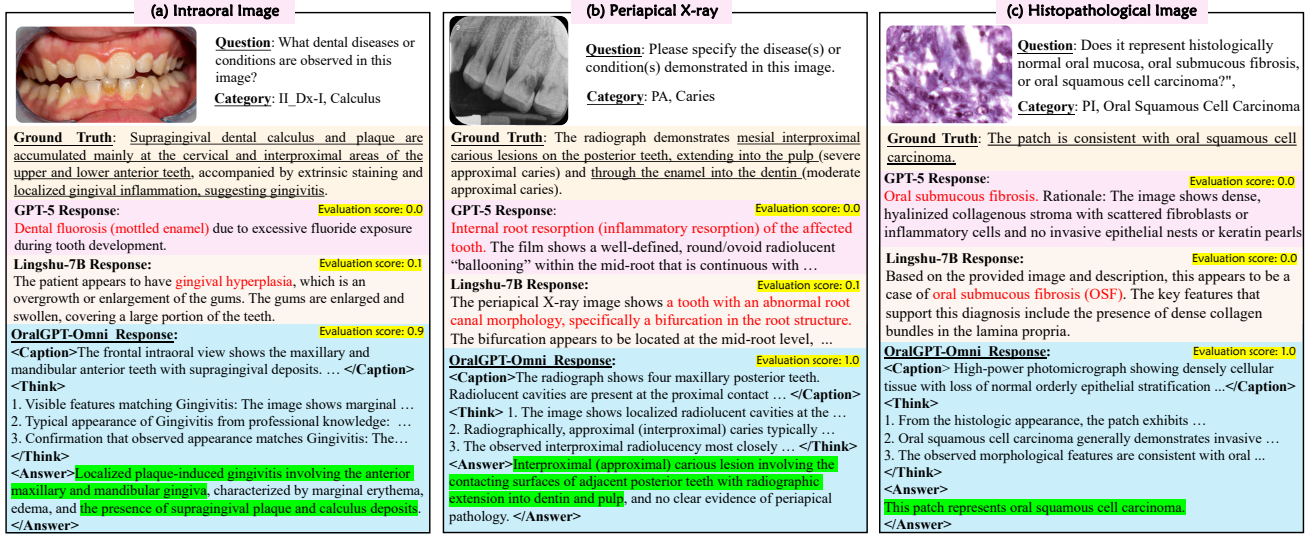 (a) Intraoral Image
Question: What dental diseases or
conditions are observed in this
image?
Category: II_Dx-I, Calculus
Ground Truth: Supragingival dental calculus and plaque are
accumulated mainly at the cervical and interproximal areas of the
upper and lower anterior teeth, accompanied by extrinsic staining and
localized gingival inflammation, suggesting gingivitis.
GPT-5 Response:
Evaluation score: 0.0
Dental fluorosis (mottled enamel) due to excessive fluoride exposure
during tooth development.
Lingshu-7B Response:
Evaluation score: 0.1
The patient appears to have gingival hyperplasia, which is an
overgrowth or enlargement of the gums. The gums are enlarged and
swollen, covering a large portion of the teeth.
OralGPT-Omni Response:
Evaluation score: 0.9
<Caption>The frontal intraoral view shows the maxillary and
mandibular anterior teeth with supragingival deposits. … </Caption>
<Think>
1. Visible features matching Gingivitis: The image shows marginal …
2. Typical appearance of Gingivitis from professional knowledge: …
3. Confirmation that observed appearance matches Gingivitis: The…
</Think>
<Answer>Localized plaque-induced gingivitis involving the anterior
maxillary and mandibular gingiva, characterized by marginal erythema,
edema, and the presence of supragingival plaque and calculus deposits.
</Answer>
(b) Periapical X-ray
Question: Please specify the disease(s) or
condition(s) demonstrated in this image.
Category: PA, Caries
Ground Truth: The radiograph demonstrates mesial interproximal
carious lesions on the posterior teeth, extending into the pulp (severe
approximal caries) and through the enamel into the dentin (moderate
approximal caries).
GPT-5 Response:
Evaluation score: 0.0
Internal root resorption (inflammatory resorption) of the affected
tooth. The film shows a well-defined, round/ovoid radiolucent
“ballooning” within the mid-root that is continuous with …
Lingshu-7B Response:
Evaluation score: 0.1
The periapical X-ray image shows a tooth with an abnormal root
canal morphology, specifically a bifurcation in the root structure.
The bifurcation appears to be located at the mid-root level, ...
OralGPT-Omni Response:
Evaluation score: 1.0
<Caption>The radiograph shows four maxillary posterior teeth.
Radiolucent cavities are present at the proximal contact … </Caption>
<Think> 1. The image shows localized radiolucent cavities at the …
2. Radiographically, approximal (interproximal) caries typically …
3. The observed interproximal radiolucency most closely … </Think>
<Answer>Interproximal (approximal) carious lesion involving the
contacting surfaces of adjacent posterior teeth with radiographic
extension into dentin and pulp, and no clear evidence of periapical
pathology. </Answer>
(c) Histopathological Image
Question: Does it represent histologically
normal oral mucosa, oral submucous fibrosis,
or oral squamous cell carcinoma?",
Category: PI, Oral Squamous Cell Carcinoma
Ground Truth: The patch is consistent with oral squamous cell
carcinoma.
GPT-5 Response:
Evaluation score: 0.0
Oral submucous fibrosis. Rationale: The image shows dense,
hyalinized collagenous stroma with scattered fibroblasts or
inflammatory cells and no invasive epithelial nests or keratin pearls
Lingshu-7B Response:
Evaluation score: 0.0
Based on the provided image and description, this appears to be a
case of oral submucous fibrosis (OSF). The key features that
support this diagnosis include the presence of dense collagen
bundles in the lamina propria.
OralGPT-Omni Response:
Evaluation score: 1.0
<Caption> High-power photomicrograph showing densely cellular
tissue with loss of normal orderly epithelial stratification ...</Caption>
<Think>
1. From the histologic appearance, the patch exhibits …
2. Oral squamous cell carcinoma generally demonstrates invasive …
3. The observed morphological features are consistent with oral ...
</Think>
<Answer>
This patch represents oral squamous cell carcinoma.
</Answer>